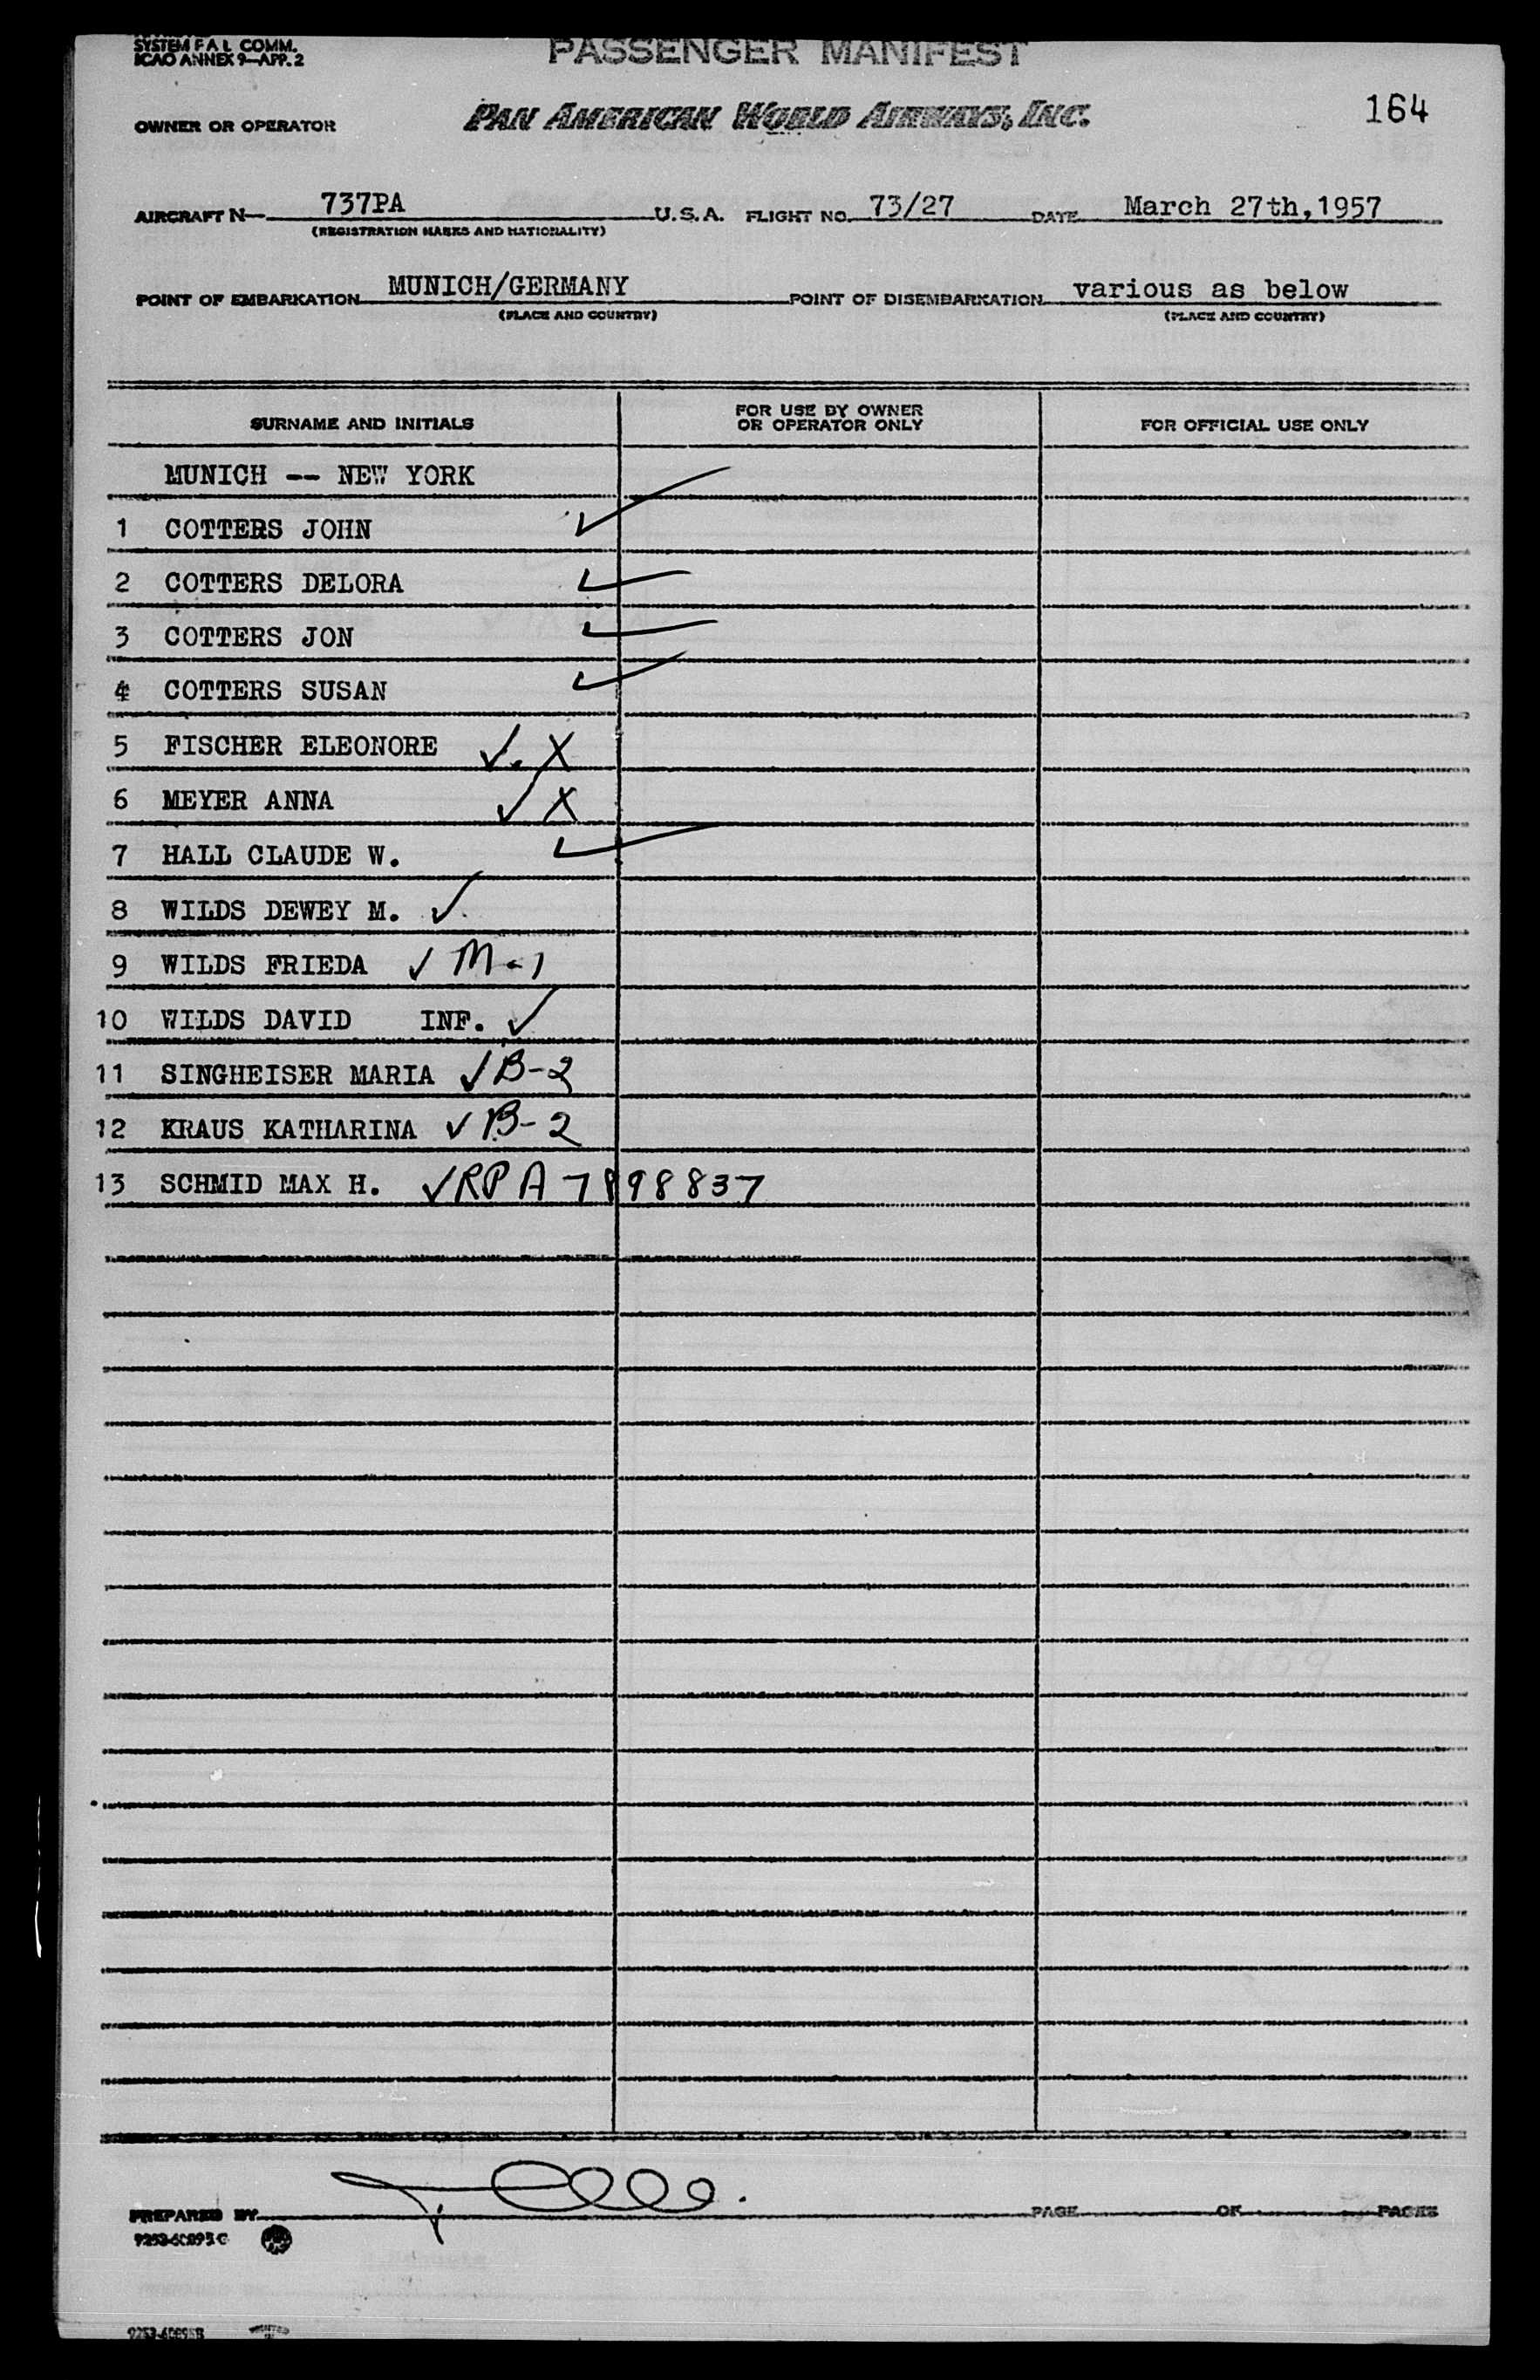 SYSTEM F A L COMM.
ICAO ANNEX 9—APP. 2
PASSENGER MANIFEST
OWNER OR OPERATOR
PAN AMERICAN WORLD AIRWAYS, INC.
164
AIRCRAFT N— 737PA U.S.A. FLIGHT NO. 73/27 DATE March 27th,1957
(REGISTRATION MARKS AND NATIONALITY)
POINT OF EMBARKATION MUNICH/GERMANY POINT OF DISEMBARKATION various as below
(PLACE AND COUNTRY) (PLACE AND COUNTRY)
SURNAME AND INITIALS
FOR USE BY OWNER
OR OPERATOR ONLY
FOR OFFICIAL USE ONLY
MUNICH -- NEW YORK
1 COTTERS JOHN ✓
2 COTTERS DELORA ✓
3 COTTERS JON ✓
4 COTTERS SUSAN ✓
5 FISCHER ELEONORE ✓. X
6 MEYER ANNA ✓ X
7 HALL CLAUDE W. ✓
8 WILDS DEWEY M. ✓
9 WILDS FRIEDA ✓ M-1
10 WILDS DAVID INF. ✓
11 SINGHEISER MARIA ✓ B-2
12 KRAUS KATHARINA ✓ B-2
13 SCHMID MAX H. ✓ RP A 7898837
PREPARED BY PAGE OF PAGES